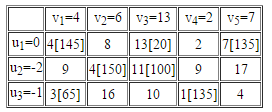 v₁=4 v₂=6 v₃=13 v₄=2 v₅=7
u₁=0 4[145] 8 13[20] 2 7[135]
u₂=-2 9 4[150] 11[100] 9 17
u₃=-1 3[65] 16 10 1[135] 4